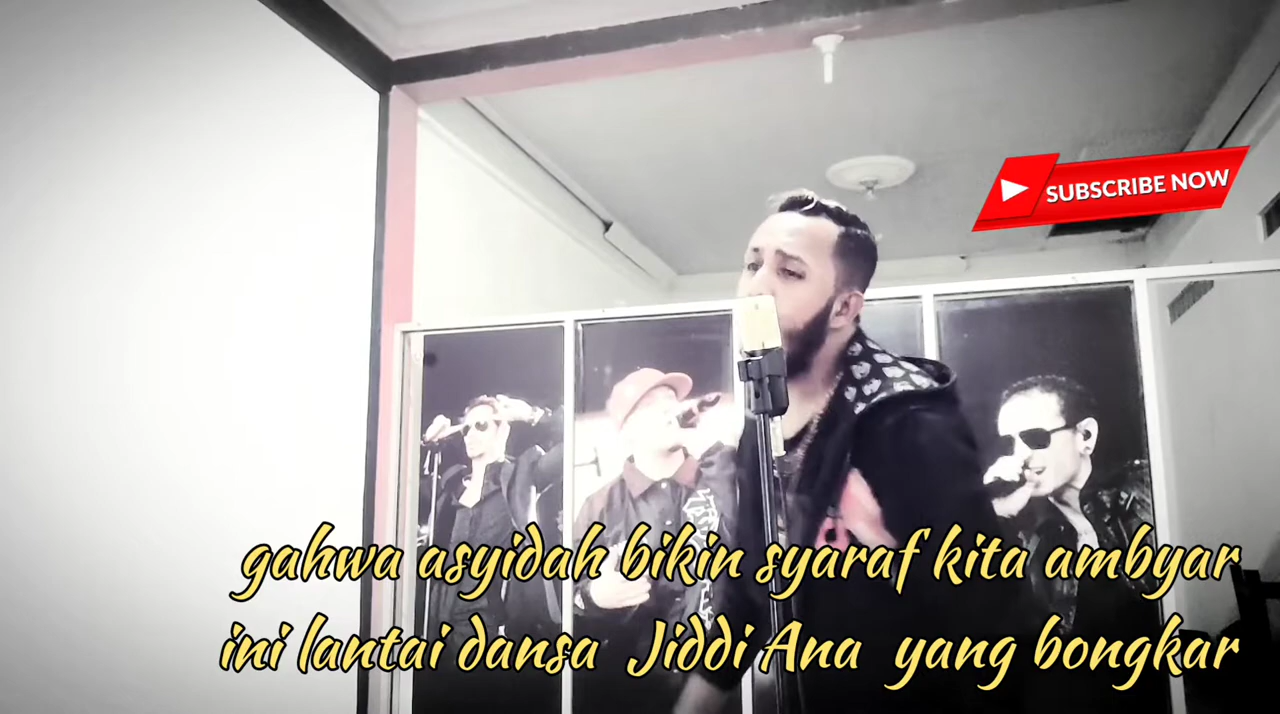 SUBSCRIBE NOW
gahwa asyidah bikin syaraf kita ambyar
ini lantai dansa Jiddi Ana yang bongkar